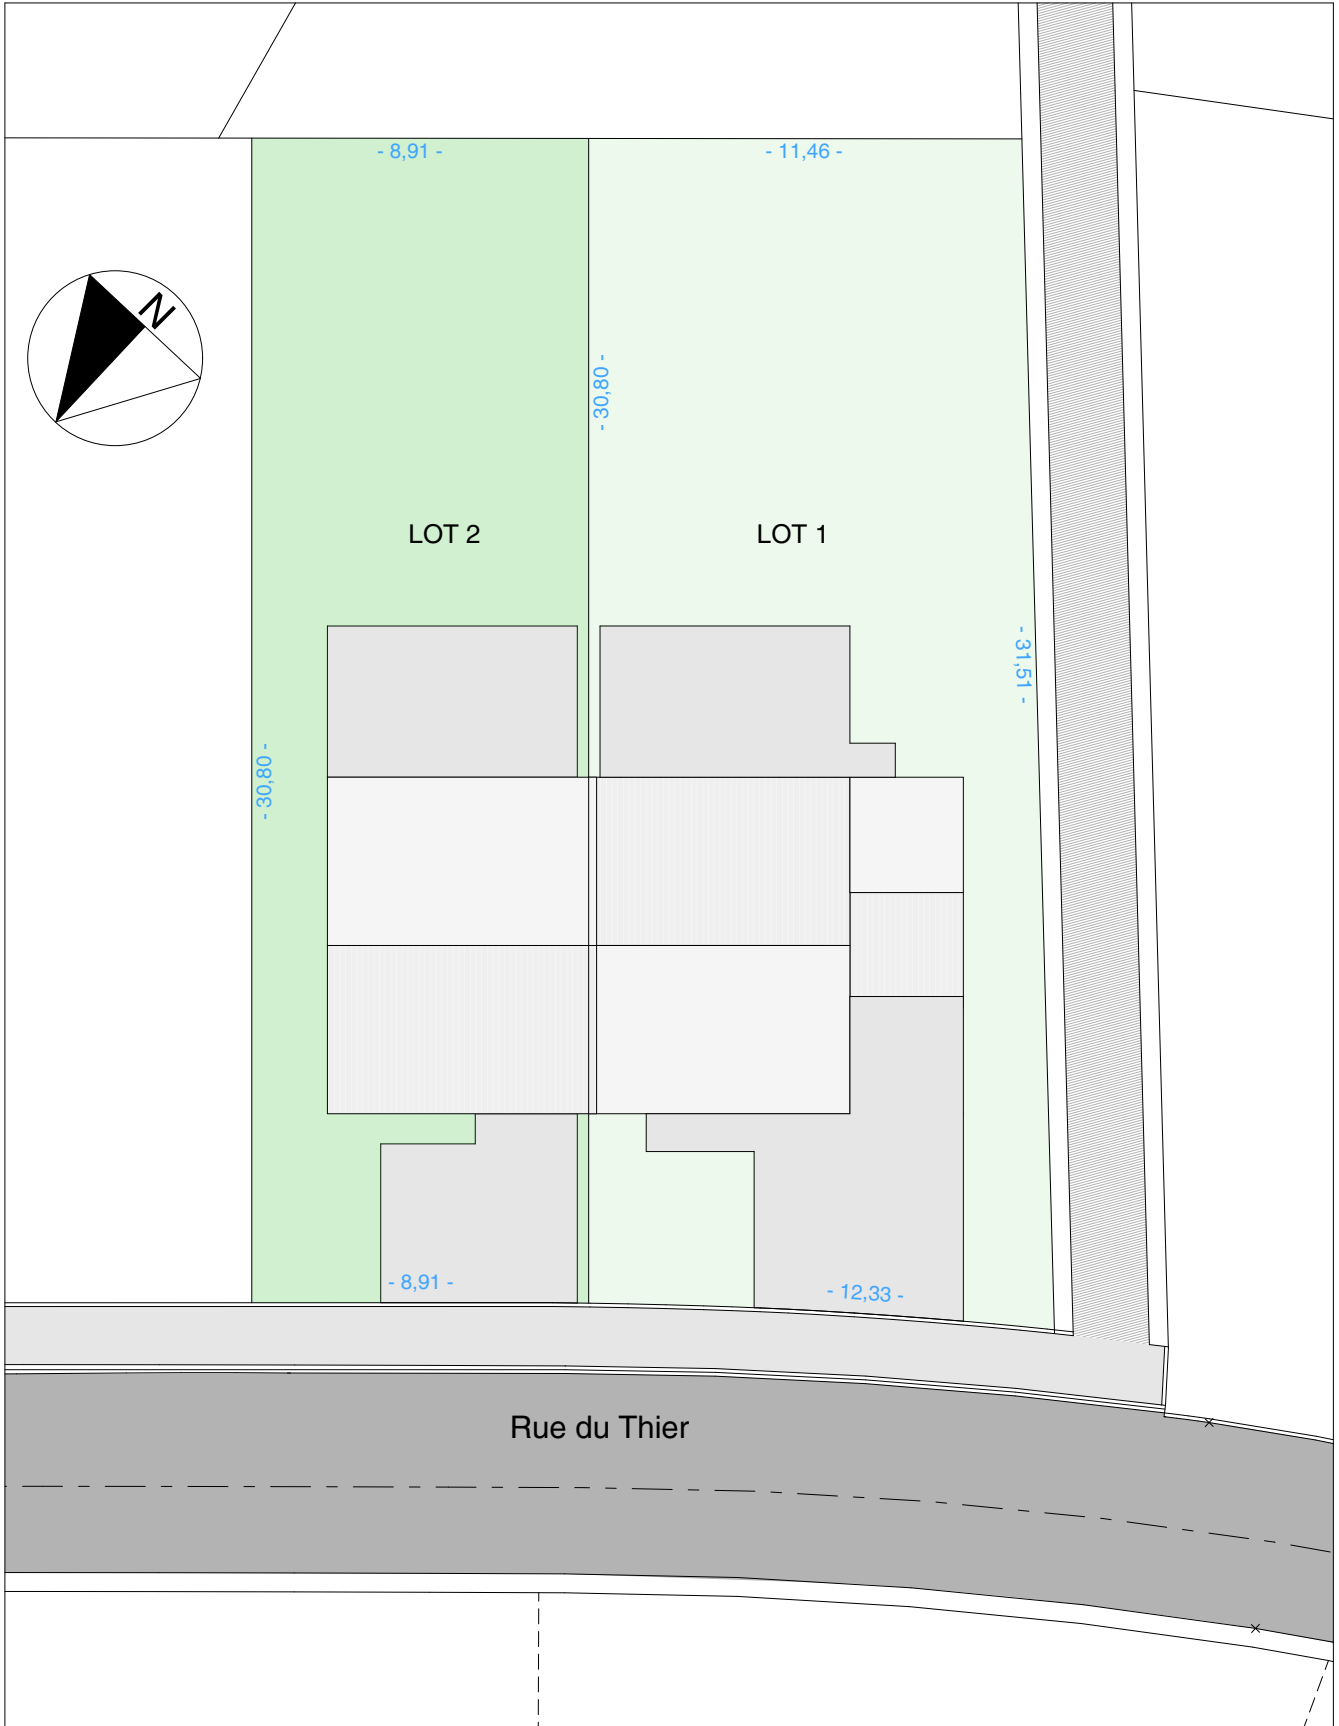 - 8,91 -
- 11,46 -
N
- 30,80 -
LOT 2
LOT 1
- 31,51 -
- 30,80 -
- 8,91 -
- 12,33 -
Rue du Thier